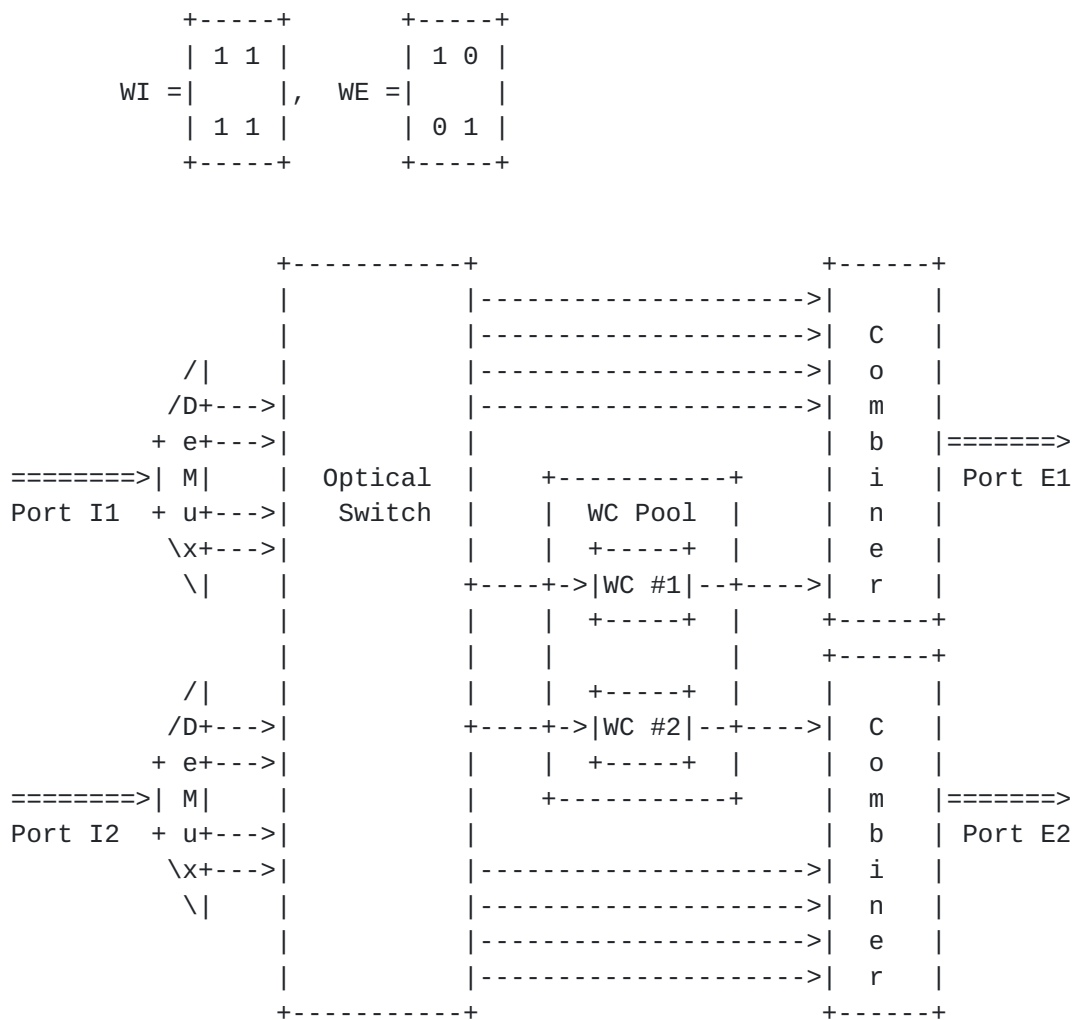 +-----+       +-----+
| 1 1 |       | 1 0 |
WI =|     |,  WE =|     |
| 1 1 |       | 0 1 |
+-----+       +-----+
                 +-----------+                      +------+
                 |           |--------------------->|      |
                 |           |--------------------->|  C   |
           /|    |           |--------------------->|  o   |
          /D+--->|           |--------------------->|  m   |
         + e+--->|           |                      |  b   |=======>
========>| M|    |  Optical  |    +-----------+     |  i   | Port E1
Port I1  + u+--->|   Switch  |    |  WC Pool  |     |  n   |
          \x+--->|           |    |  +-----+  |     |  e   |
           \|    |           +----+->|WC #1|--+---->|  r   |
                 |           |    |  +-----+  |     +------+
                 |           |    |           |     +------+
           /|    |           |    |  +-----+  |     |      |
          /D+--->|           +----+->|WC #2|--+---->|  C   |
         + e+--->|           |    |  +-----+  |     |  o   |
========>| M|    |           |    +-----------+     |  m   |=======>
Port I2  + u+--->|           |                      |  b   | Port E2
          \x+--->|           |--------------------->|  i   |
           \|    |           |--------------------->|  n   |
                 |           |--------------------->|  e   |
                 |           |--------------------->|  r   |
                 +-----------+                      +------+